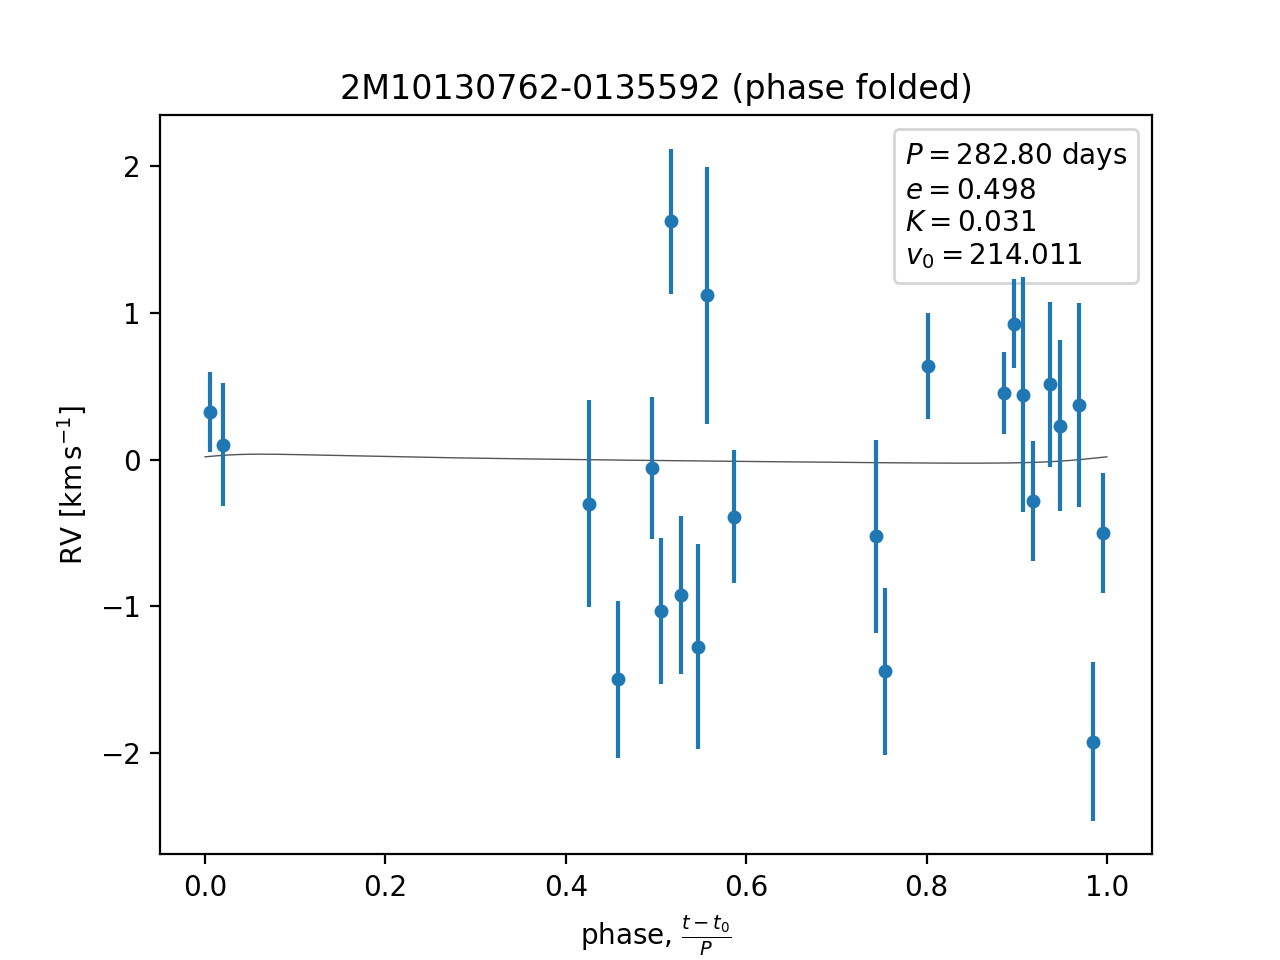 2M10130762-0135592 (phase folded)
P = 282.80 days
e = 0.498
K = 0.031
v₀ = 214.011
2
1
0
−1
−2
RV [km s⁻¹]
0.0 0.2 0.4 0.6 0.8 1.0
phase, (t − t₀)/P